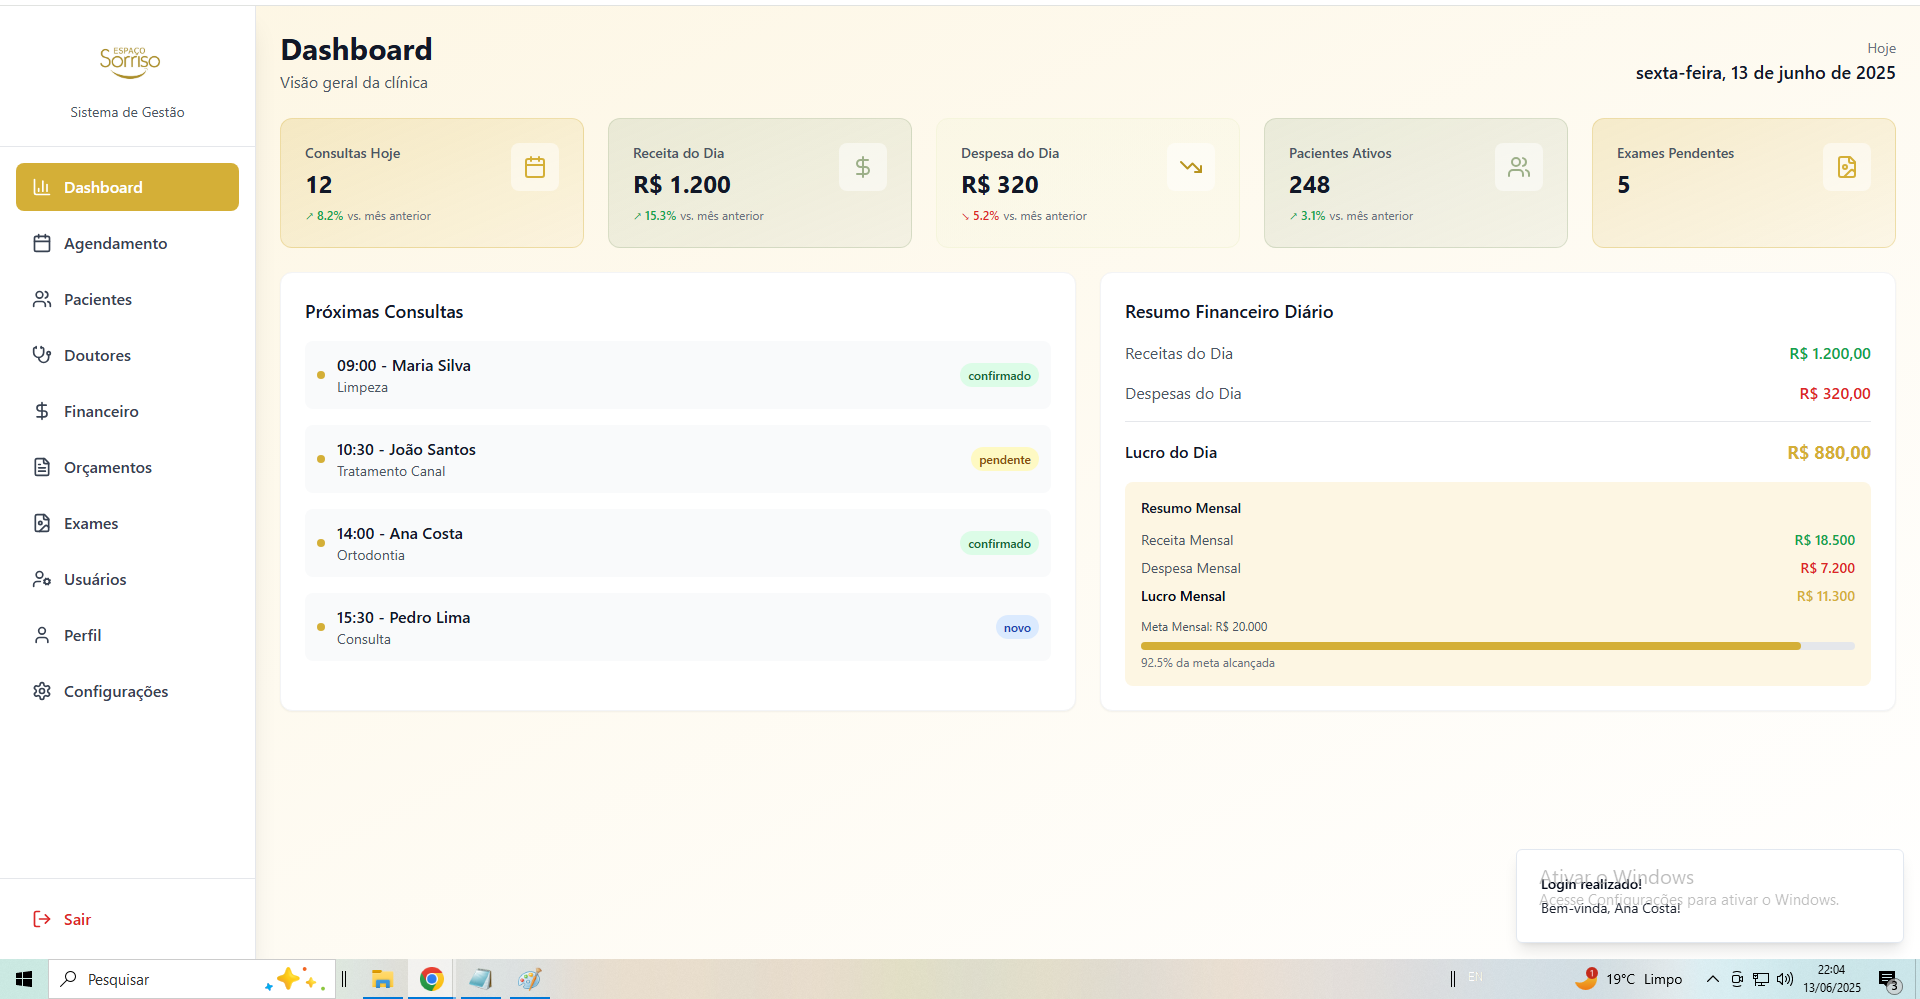 ESPAÇO
Sorriso
Sistema de Gestão
Dashboard
Agendamento
Pacientes
Doutores
Financeiro
Orçamentos
Exames
Usuários
Perfil
Configurações
Sair
Dashboard
Visão geral da clínica
Hoje
sexta-feira, 13 de junho de 2025
Consultas Hoje
12
↗ 8.2% vs. mês anterior
Receita do Dia
R$ 1.200
↗ 15.3% vs. mês anterior
Despesa do Dia
R$ 320
↘ 5.2% vs. mês anterior
Pacientes Ativos
248
↗ 3.1% vs. mês anterior
Exames Pendentes
5
Próximas Consultas
09:00 - Maria Silva
Limpeza
confirmado
10:30 - João Santos
Tratamento Canal
pendente
14:00 - Ana Costa
Ortodontia
confirmado
15:30 - Pedro Lima
Consulta
novo
Resumo Financeiro Diário
Receitas do Dia R$ 1.200,00
Despesas do Dia R$ 320,00
Lucro do Dia R$ 880,00
Resumo Mensal
Receita Mensal R$ 18.500
Despesa Mensal R$ 7.200
Lucro Mensal R$ 11.300
Meta Mensal: R$ 20.000
92.5% da meta alcançada
Ativar o Windows
Login realizado!
Acesse Configurações para ativar o Windows.
Bem-vinda, Ana Costa!
Pesquisar
EN
1
19°C Limpo
22:04
13/06/2025
3